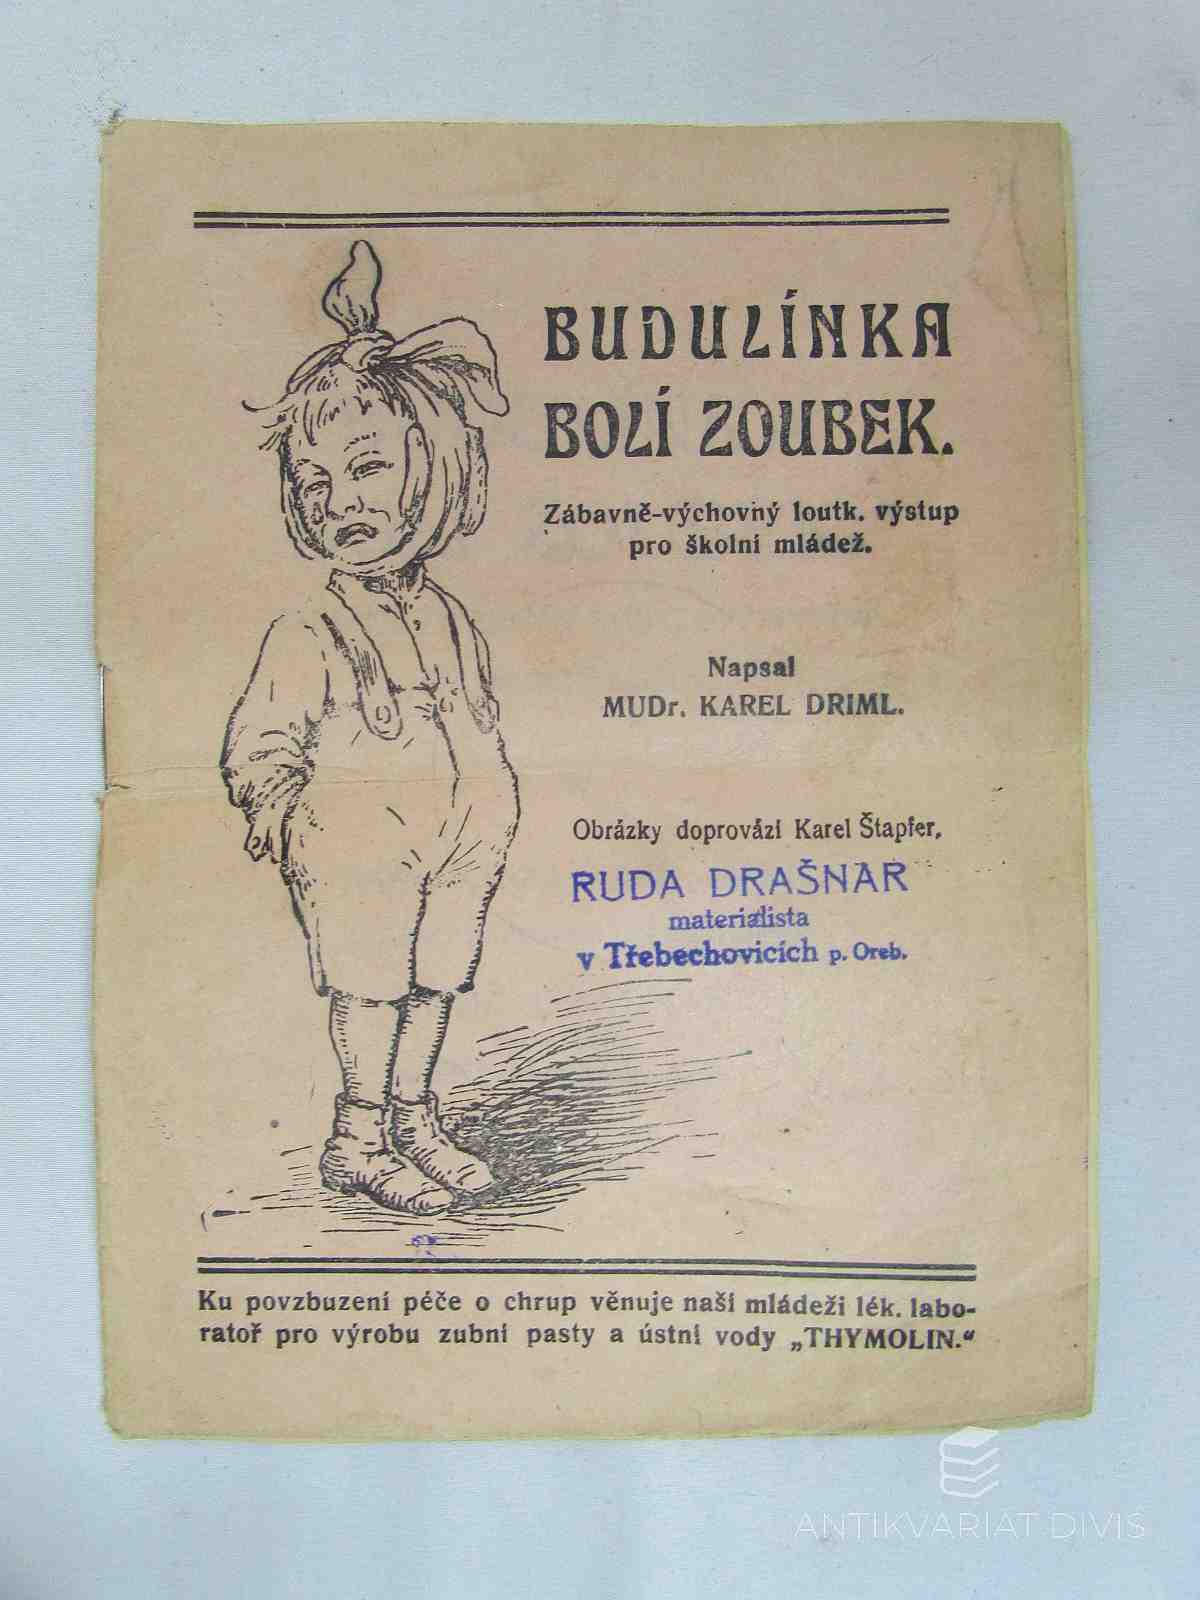 BUDULÍNKA
BOLÍ ZOUBEK.
Zábavně-výchovný loutk. výstup
pro školní mládež.
Napsal
MUDr. KAREL DRIML.
Obrázky doprovází Karel Štapfer.
RUDA DRAŠNAR
materialista
v Třebechovicích p. Oreb.
Ku povzbuzení péče o chrup věnuje naší mládeži lék. labo-
ratoř pro výrobu zubní pasty a ústní vody „THYMOLIN.“
ANTIKVARIAT DIVIS